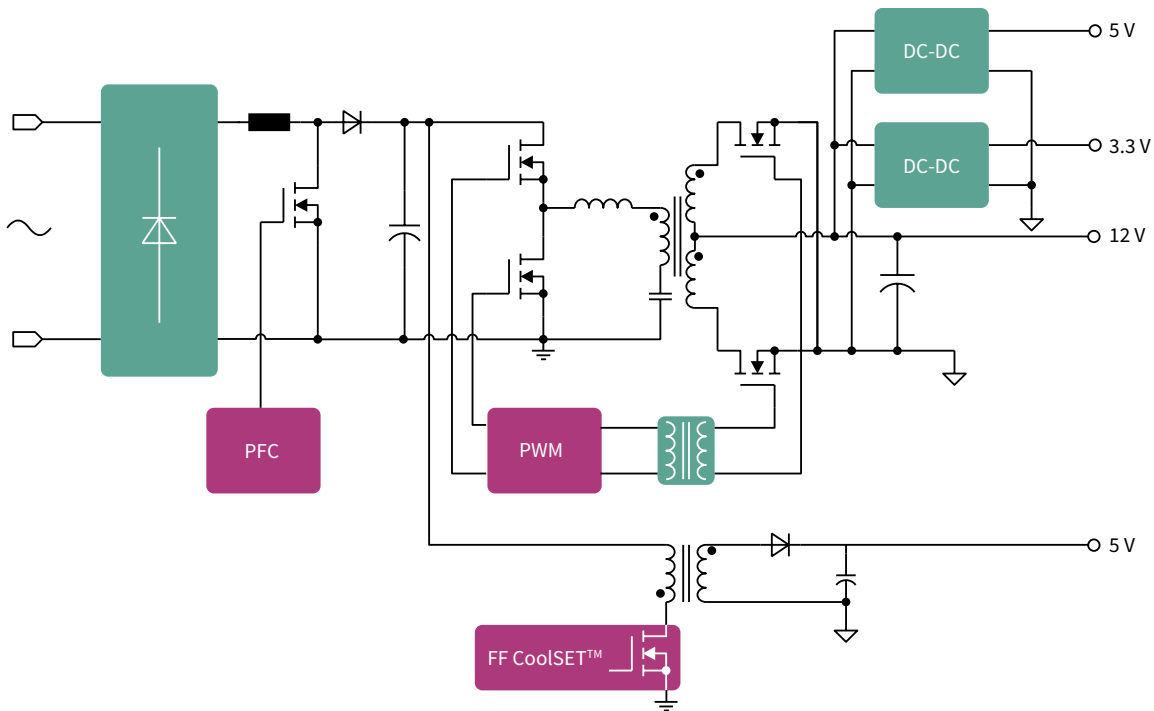 DC-DC
5 V
DC-DC
3.3 V
12 V
PFC
PWM
5 V
FF CoolSET™